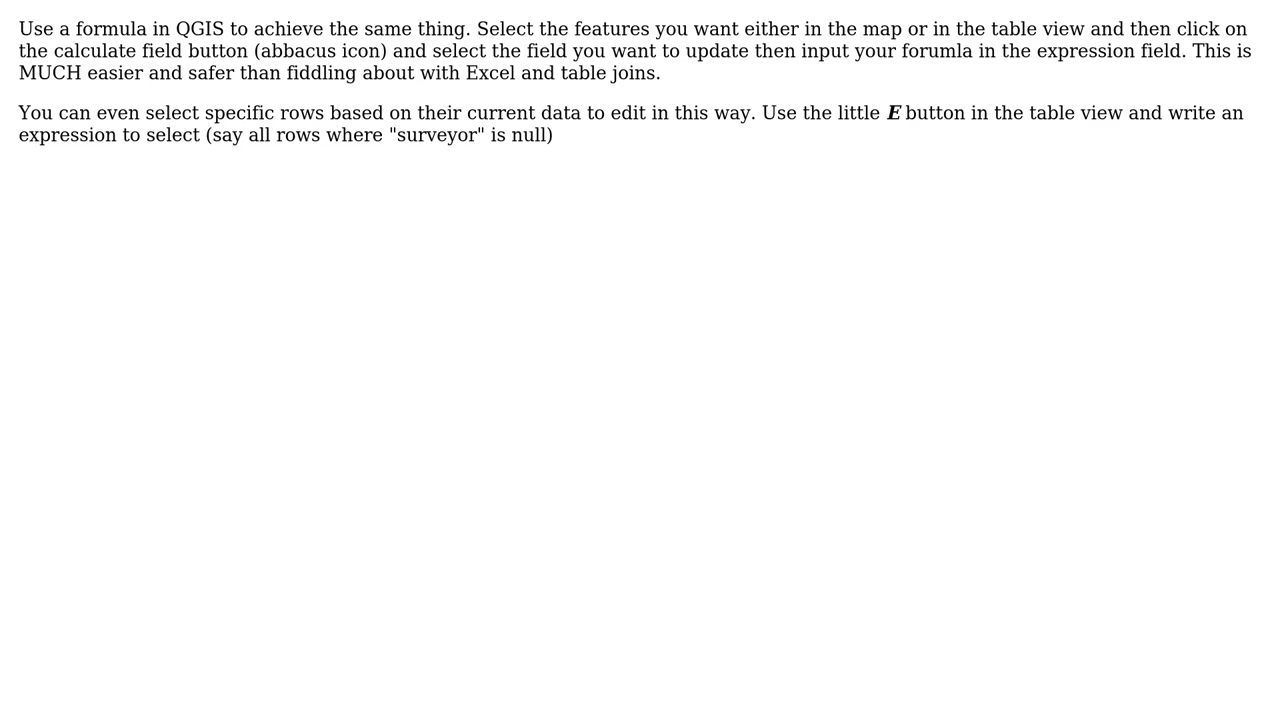 Use a formula in QGIS to achieve the same thing. Select the features you want either in the map or in the table view and then click on
the calculate field button (abbacus icon) and select the field you want to update then input your forumla in the expression field. This is
MUCH easier and safer than fiddling about with Excel and table joins.
You can even select specific rows based on their current data to edit in this way. Use the little E button in the table view and write an
expression to select (say all rows where "surveyor" is null)